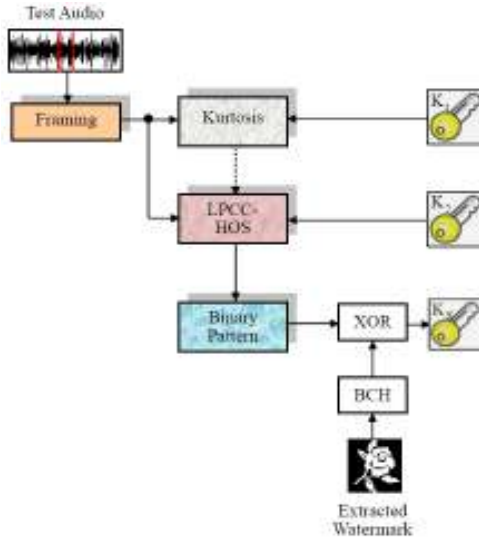 Test Audio
Framing
Kurtosis
K
LPCC-
HOS
K
Binary
Pattern
XOR
K
BCH
Extracted
Watermark